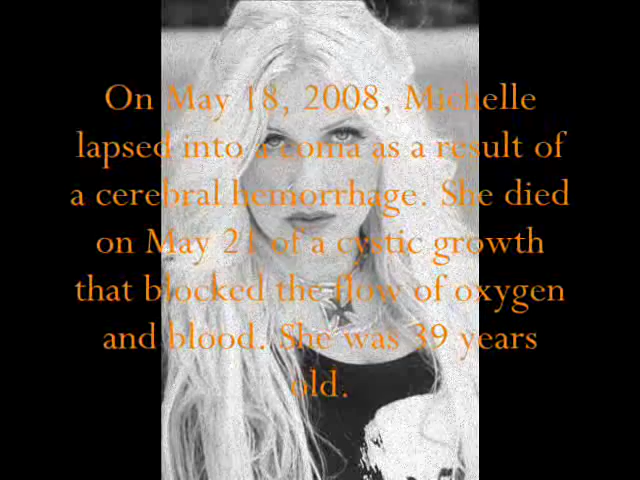 On May 18, 2008, Michelle
lapsed into a coma as a result of
a cerebral hemorrhage. She died
on May 21 of a cystic growth
that blocked the flow of oxygen
and blood. She was 39 years
old.